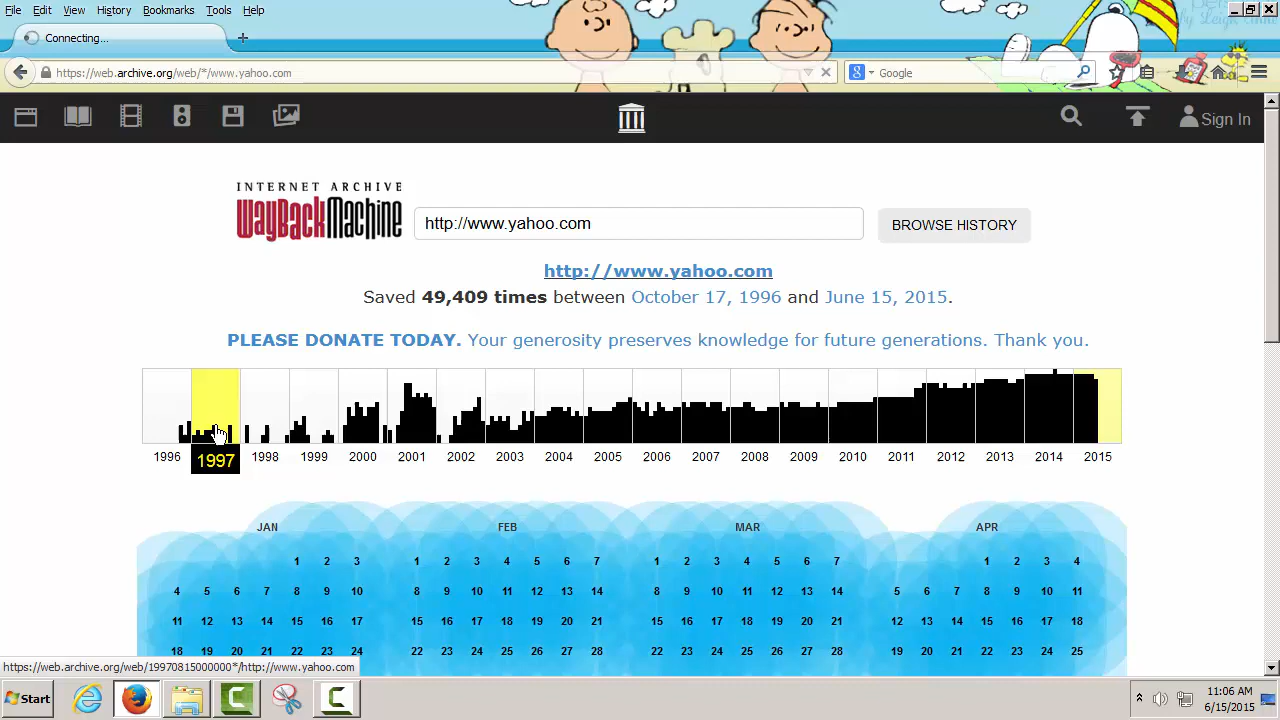 File Edit View History Bookmarks Tools Help
Connecting...
https://web.archive.org/web/*/www.yahoo.com
Google
Sign In
INTERNET ARCHIVE
WayBackMachine
http://www.yahoo.com
BROWSE HISTORY
http://www.yahoo.com
Saved 49,409 times between October 17, 1996 and June 15, 2015.
PLEASE DONATE TODAY. Your generosity preserves knowledge for future generations. Thank you.
1996 1997 1998 1999 2000 2001 2002 2003 2004 2005 2006 2007 2008 2009 2010 2011 2012 2013 2014 2015
JAN FEB MAR APR
1 2 3 1 2 3 4 5 6 7 1 2 3 4 5 6 7 1 2 3 4
4 5 6 7 8 9 10 8 9 10 11 12 13 14 8 9 10 11 12 13 14 5 6 7 8 9 10 11
11 12 13 14 15 16 17 15 16 17 18 19 20 21 15 16 17 18 19 20 21 12 13 14 15 16 17 18
18 19 20 21 22 23 24 22 23 24 25 26 27 28 22 23 24 25 26 27 28 19 20 21 22 23 24 25
https://web.archive.org/web/19970815000000*/http://www.yahoo.com
Start
11:06 AM
6/15/2015